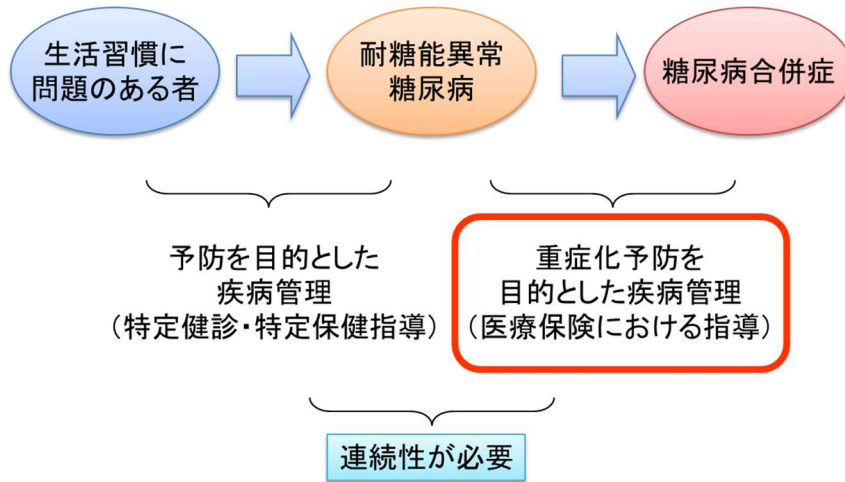 生活習慣に
問題のある者
耐糖能異常
糖尿病
糖尿病合併症
予防を目的とした
疾病管理
(特定健診・特定保健指導)
重症化予防を
目的とした疾病管理
(医療保険における指導)
連続性が必要